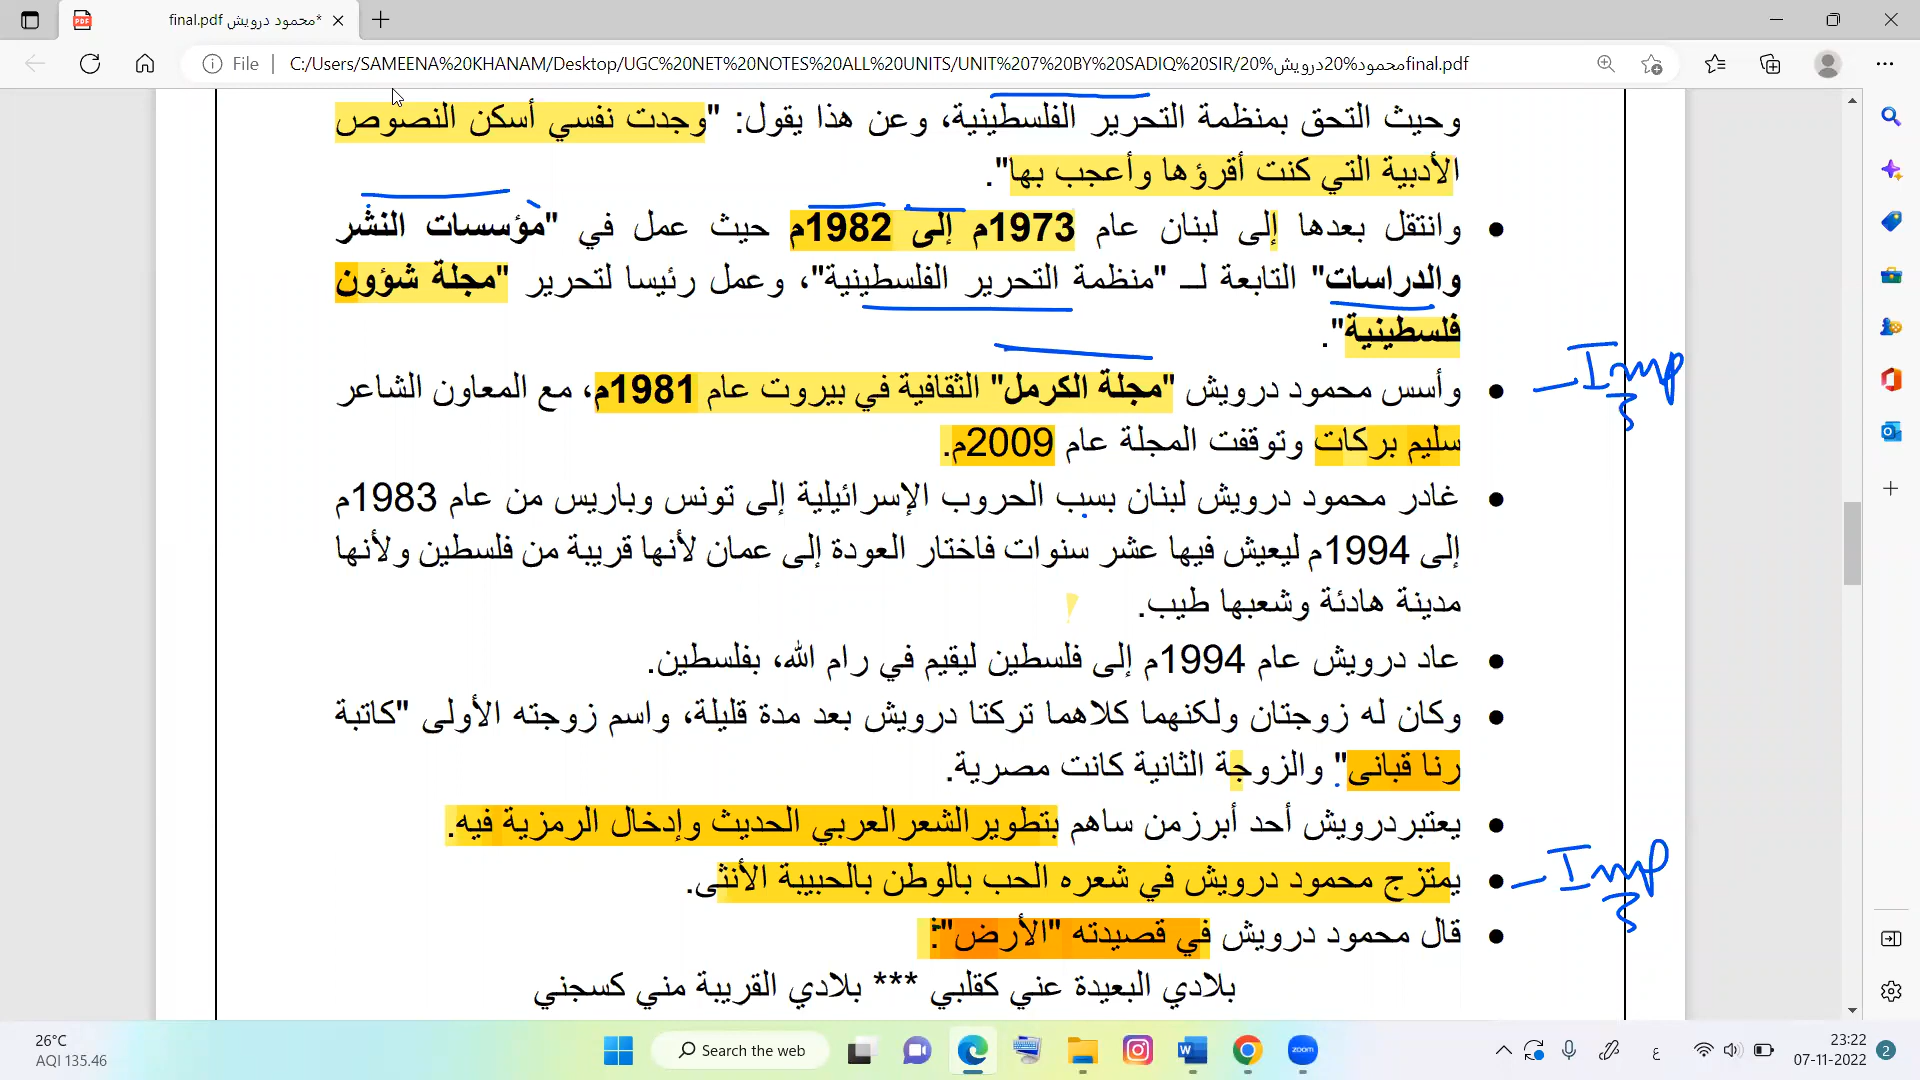 محمود درويش final.pdf*
File
C:/Users/SAMEENA%20KHANAM/Desktop/UGC%20NET%20NOTES%20ALL%20UNITS/UNIT%207%20BY%20SADIQ%20SIR/20%محمود%20درويشfinal.pdf
وحيث التحق بمنظمة التحرير الفلسطينية، وعن هذا يقول: "وجدت نفسي أسكن النصوص
الأدبية التي كنت أقرؤها وأعجب بها".
● وانتقل بعدها إلى لبنان عام 1973م إلى 1982م حيث عمل في "مؤسسات النشر
والدراسات" التابعة لـ "منظمة التحرير الفلسطينية"، وعمل رئيسا لتحرير "مجلة شؤون
فلسطينية".
● وأسس محمود درويش "مجلة الكرمل" الثقافية في بيروت عام 1981م، مع المعاون الشاعر
Imp
سليم بركات وتوقفت المجلة عام 2009م.
● غادر محمود درويش لبنان بسبب الحروب الإسرائيلية إلى تونس وباريس من عام 1983م
إلى 1994م ليعيش فيها عشر سنوات فاختار العودة إلى عمان لأنها قريبة من فلسطين ولأنها
مدينة هادئة وشعبها طيب.
● عاد درويش عام 1994م إلى فلسطين ليقيم في رام الله، بفلسطين.
● وكان له زوجتان ولكنهما كلاهما تركتا درويش بعد مدة قليلة، واسم زوجته الأولى "كاتبة
رنا قبانى" والزوجة الثانية كانت مصرية.
● يعتبردرويش أحد أبرزمن ساهم بتطويرالشعرالعربي الحديث وإدخال الرمزية فيه.
● يمتزج محمود درويش في شعره الحب بالوطن بالحبيبة الأنثى.
Imp
● قال محمود درويش في قصيدته "الأرض":
بلادي البعيدة عني كقلبي *** بلادي القريبة مني كسجني
26°C
AQI 135.46
Search the web
zoom
ع
23:22
07-11-2022
2